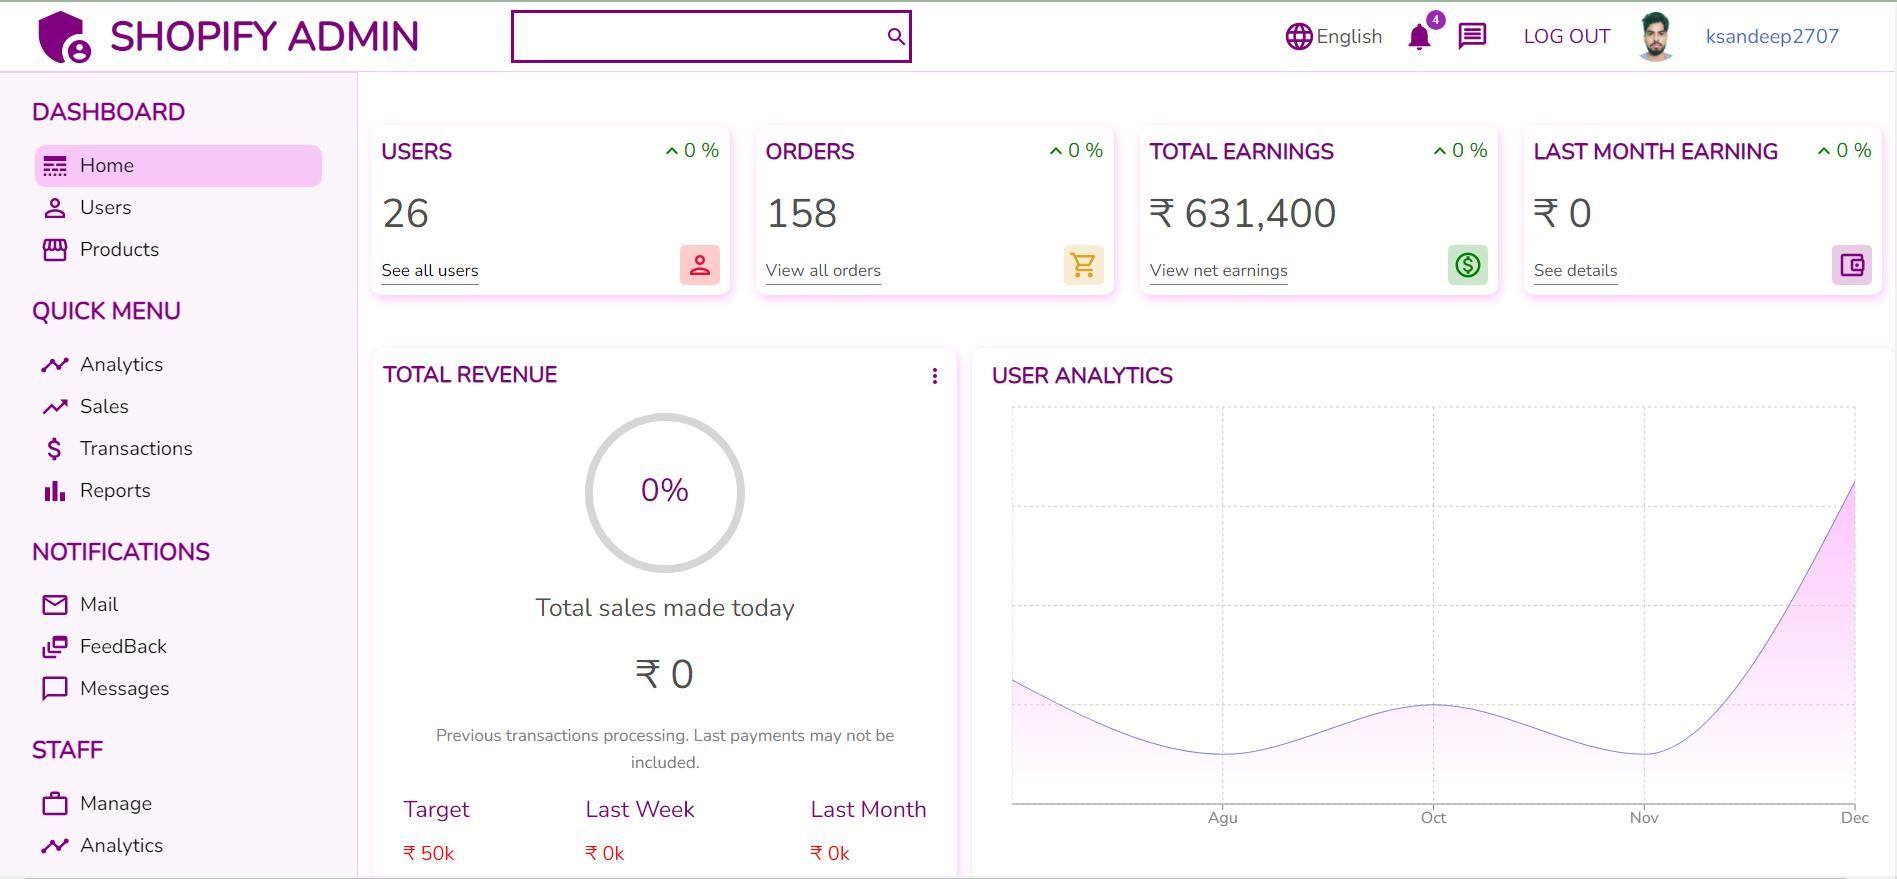 SHOPIFY ADMIN
English
4
LOG OUT
ksandeep2707
DASHBOARD
Home
Users
Products
QUICK MENU
Analytics
Sales
Transactions
Reports
NOTIFICATIONS
Mail
FeedBack
Messages
STAFF
Manage
Analytics
USERS
0 %
26
See all users
ORDERS
0 %
158
View all orders
TOTAL EARNINGS
0 %
₹ 631,400
View net earnings
LAST MONTH EARNING
0 %
₹ 0
See details
TOTAL REVENUE
0%
Total sales made today
₹ 0
Previous transactions processing. Last payments may not be
included.
Target
₹ 50k
Last Week
₹ 0k
Last Month
₹ 0k
USER ANALYTICS
Agu
Oct
Nov
Dec